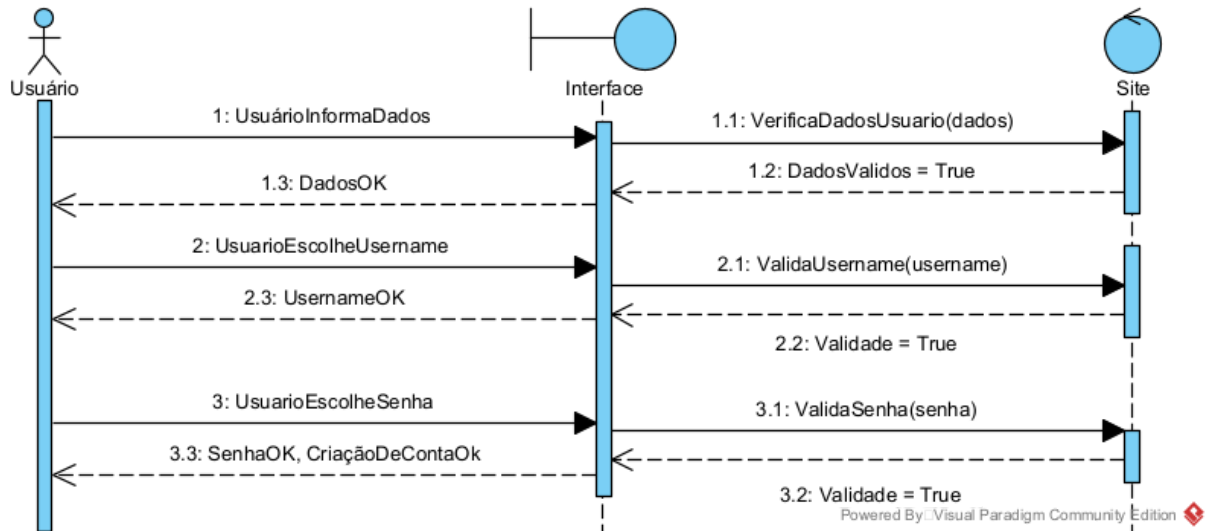 Usuário
Interface
Site
1: UsuárioInformaDados
1.1: VerificaDadosUsuario(dados)
1.2: DadosValidos = True
1.3: DadosOK
2: UsuarioEscolheUsername
2.1: ValidaUsername(username)
2.3: UsernameOK
2.2: Validade = True
3: UsuarioEscolheSenha
3.1: ValidaSenha(senha)
3.3: SenhaOK, CriaçãoDeContaOk
3.2: Validade = True
Powered By Visual Paradigm Community Edition